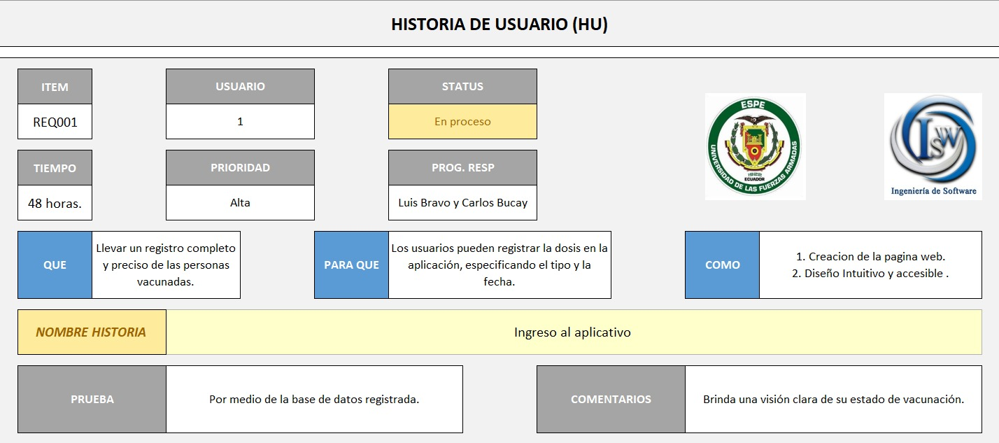 HISTORIA DE USUARIO (HU)
ITEM
USUARIO
STATUS
REQ001
1
En proceso
TIEMPO
PRIORIDAD
PROG. RESP
48 horas.
Alta
Luis Bravo y Carlos Bucay
ESPE
UNIVERSIDAD DE LAS FUERZAS ARMADAS
1922
ECUADOR
ISW
Ingeniería de Software
QUE
Llevar un registro completo
y preciso de las personas
vacunadas.
PARA QUE
Los usuarios pueden registrar la dosis en la
aplicación, especificando el tipo y la
fecha.
COMO
1. Creacion de la pagina web.
2. Diseño Intuitivo y accesible .
NOMBRE HISTORIA
Ingreso al aplicativo
PRUEBA
Por medio de la base de datos registrada.
COMENTARIOS
Brinda una visión clara de su estado de vacunación.